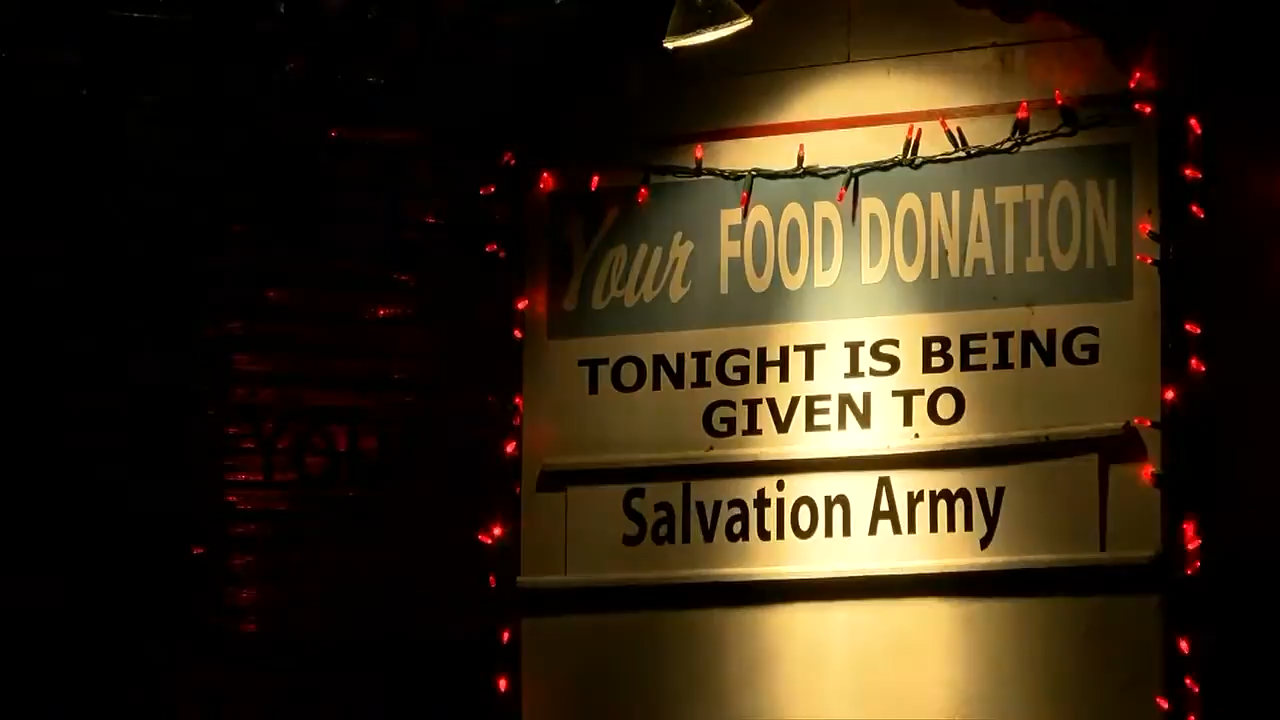 Your FOOD DONATION
TONIGHT IS BEING
GIVEN TO
Salvation Army